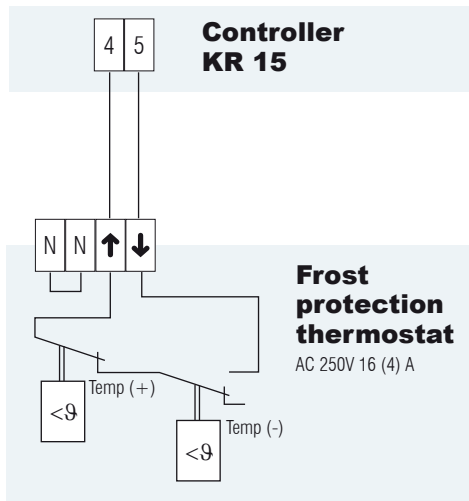 4 5
Controller
KR 15
N N ↑ ↓
Frost
protection
thermostat
AC 250V 16 (4) A
Temp (+)
<ϑ
Temp (-)
<ϑ